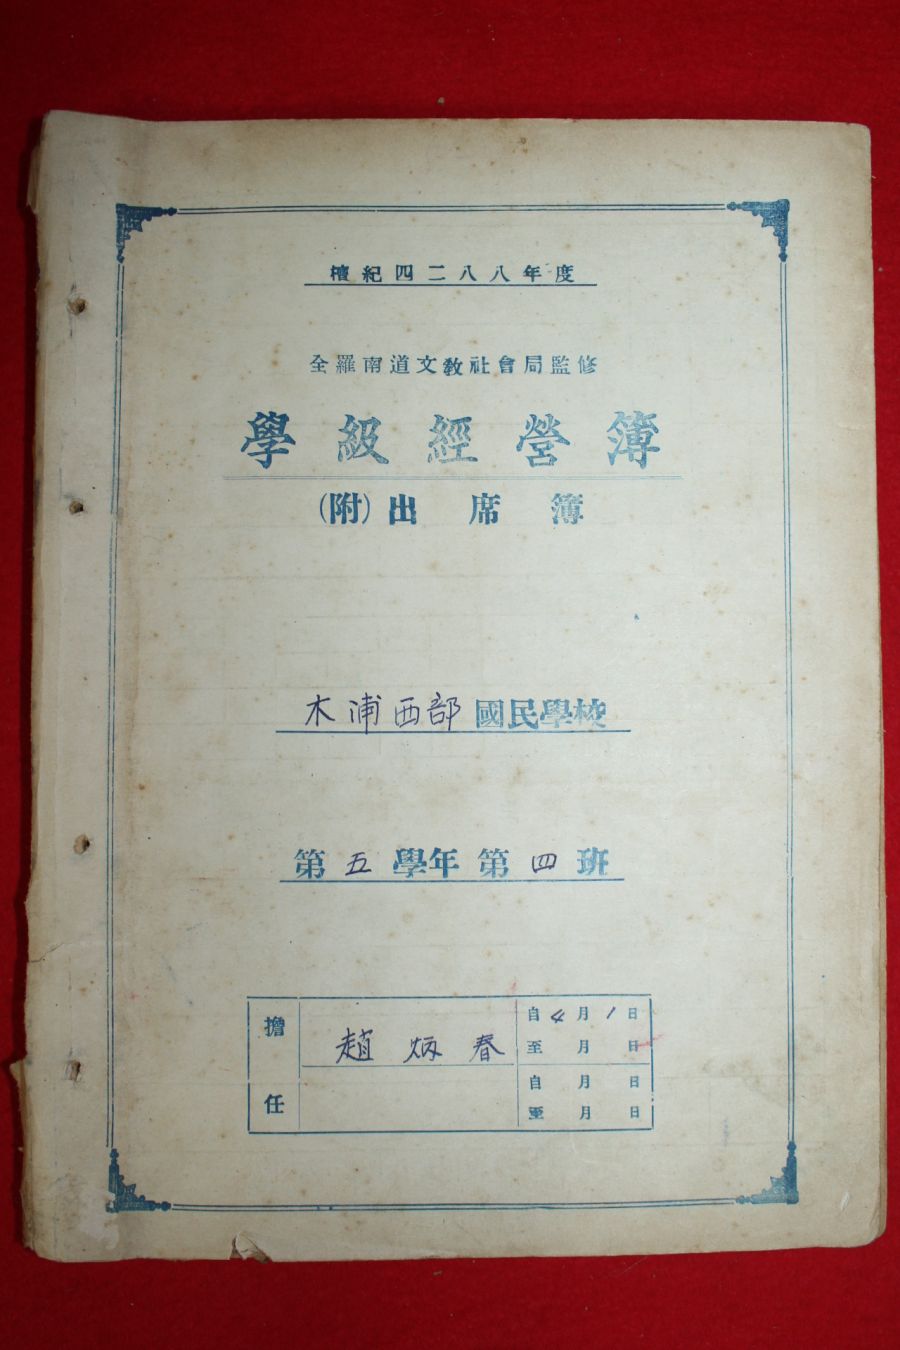 檀紀四二八八年度
全羅南道文敎社會局監修
學級經營簿
(附)出席簿
木浦西部國民學校
第五學年第四班
擔任
趙炳春
自4月1日
至 月 日
自 月 日
至 月 日